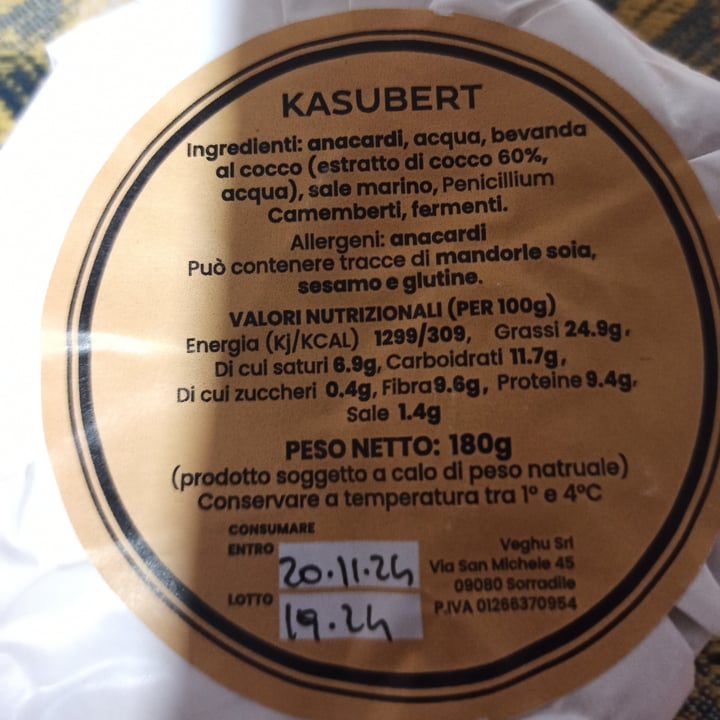 KASUBERT
Ingredienti: anacardi, acqua, bevanda
al cocco (estratto di cocco 60%,
acqua), sale marino, Penicillium
Camemberti, fermenti.
Allergeni: anacardi
Può contenere tracce di mandorle soia,
sesamo e glutine.
VALORI NUTRIZIONALI (PER 100g)
Energia (Kj/KCAL) 1299/309, Grassi 24.9g,
Di cui saturi 6.9g, Carboidrati 11.7g,
Di cui zuccheri 0.4g, Fibra 9.6g, Proteine 9.4g.
Sale 1.4g
PESO NETTO: 180g
(prodotto soggetto a calo di peso natruale)
Conservare a temperatura tra 1° e 4°C
CONSUMARE
ENTRO 20.11.24
LOTTO 19.24
Veghu Srl
Via San Michele 45
09080 Sorradile
P.IVA 01266370954